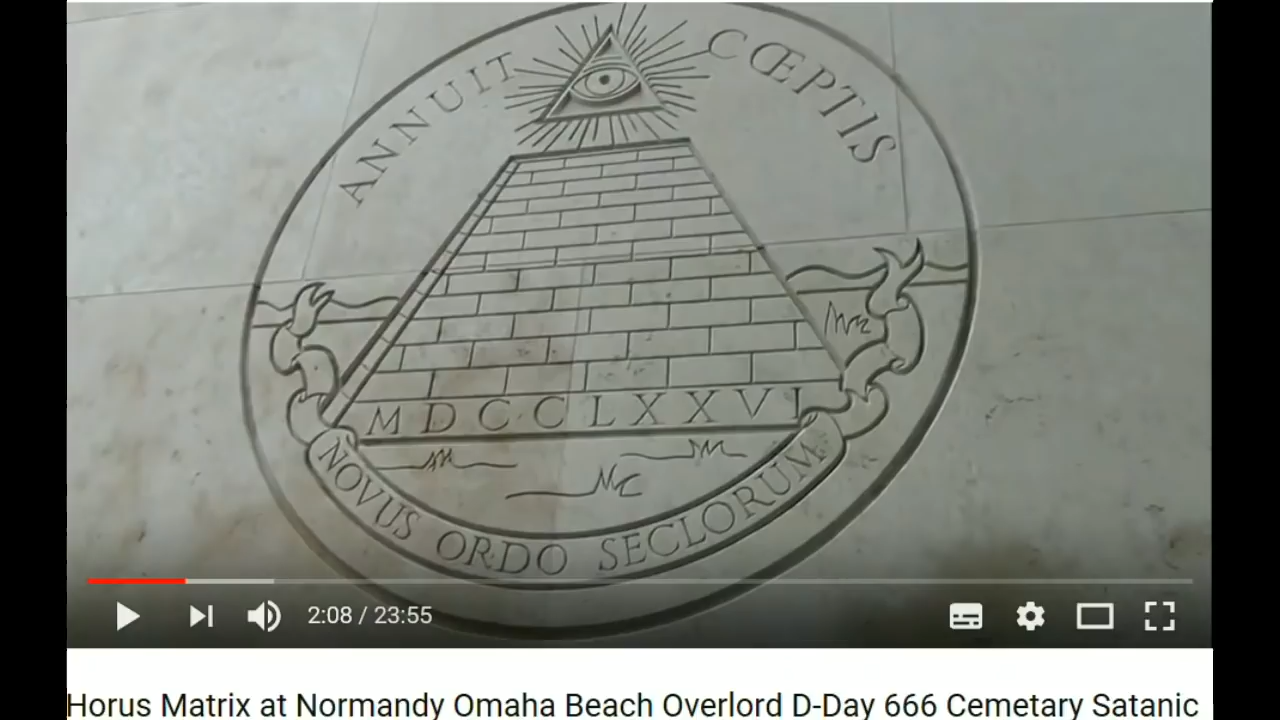 ANNUIT CŒPTIS
MDCCLXXVI
NOVUS ORDO SECLORUM
2:08 / 23:55
Horus Matrix at Normandy Omaha Beach Overlord D-Day 666 Cemetary Satanic